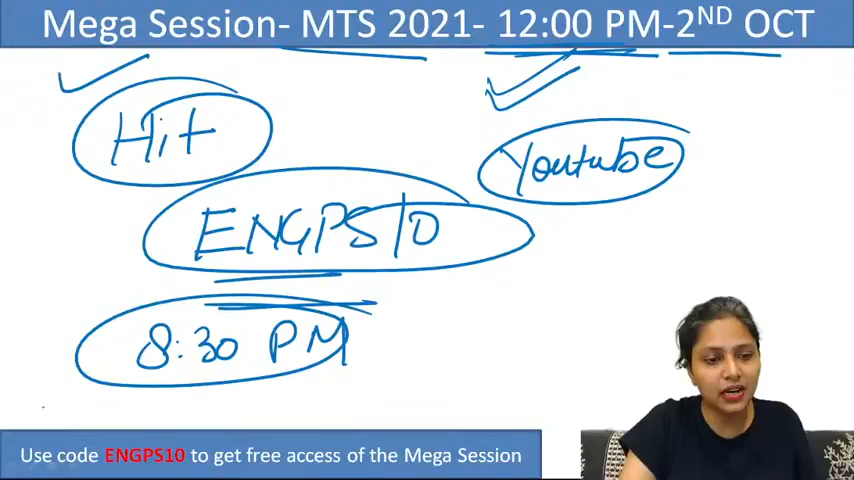 Mega Session- MTS 2021- 12:00 PM-2ND OCT
Hit
Youtube
ENGPS10
8:30 PM
Use code ENGPS10 to get free access of the Mega Session